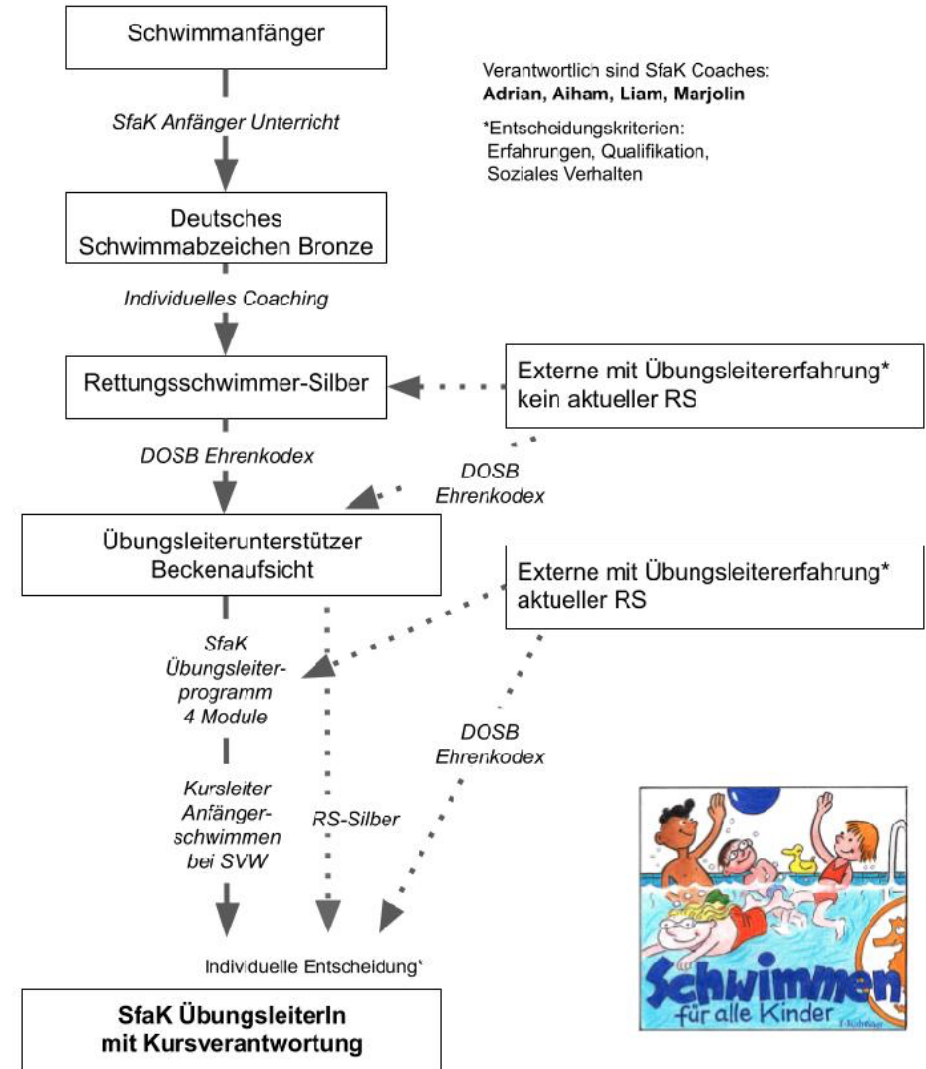 Schwimmanfänger
Verantwortlich sind SfaK Coaches:
Adrian, Aiham, Liam, Marjolin
*Entscheidungskriterien:
Erfahrungen, Qualifikation,
Soziales Verhalten
SfaK Anfänger Unterricht
Deutsches
Schwimmabzeichen Bronze
Individuelles Coaching
Rettungsschwimmer-Silber
Externe mit Übungsleitererfahrung*
kein aktueller RS
DOSB Ehrenkodex
DOSB
Ehrenkodex
Übungsleiterunterstützer
Beckenaufsicht
Externe mit Übungsleitererfahrung*
aktueller RS
SfaK
Übungsleiter-
programm
4 Module
DOSB
Ehrenkodex
Kursleiter
Anfänger-
schwimmen
bei SVW
RS-Silber
Individuelle Entscheidung*
SfaK ÜbungsleiterIn
mit Kursverantwortung
Schwimmen
für alle Kinder